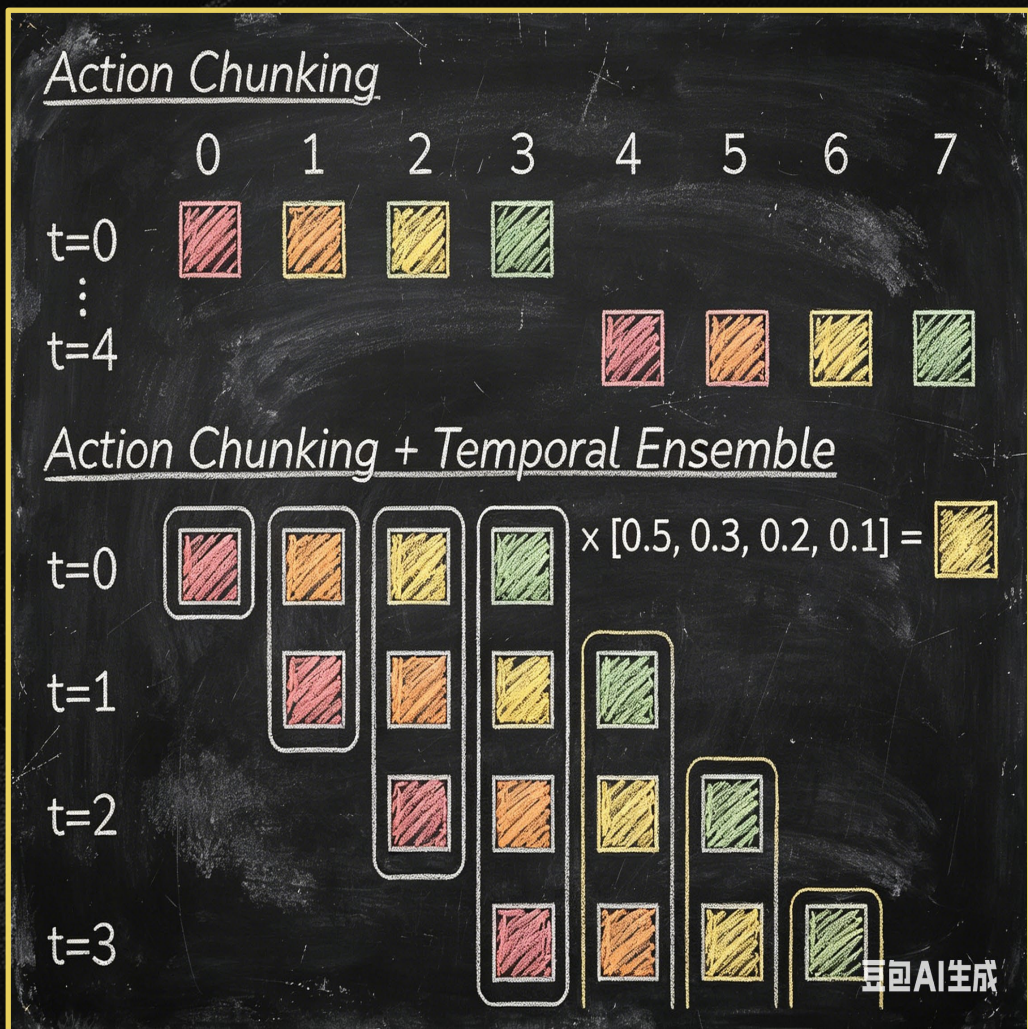 Action Chunking
0 1 2 3 4 5 6 7
t=0
⋮
t=4
Action Chunking + Temporal Ensemble
t=0 x [0.5, 0.3, 0.2, 0.1] =
t=1
t=2
t=3
豆包AI生成